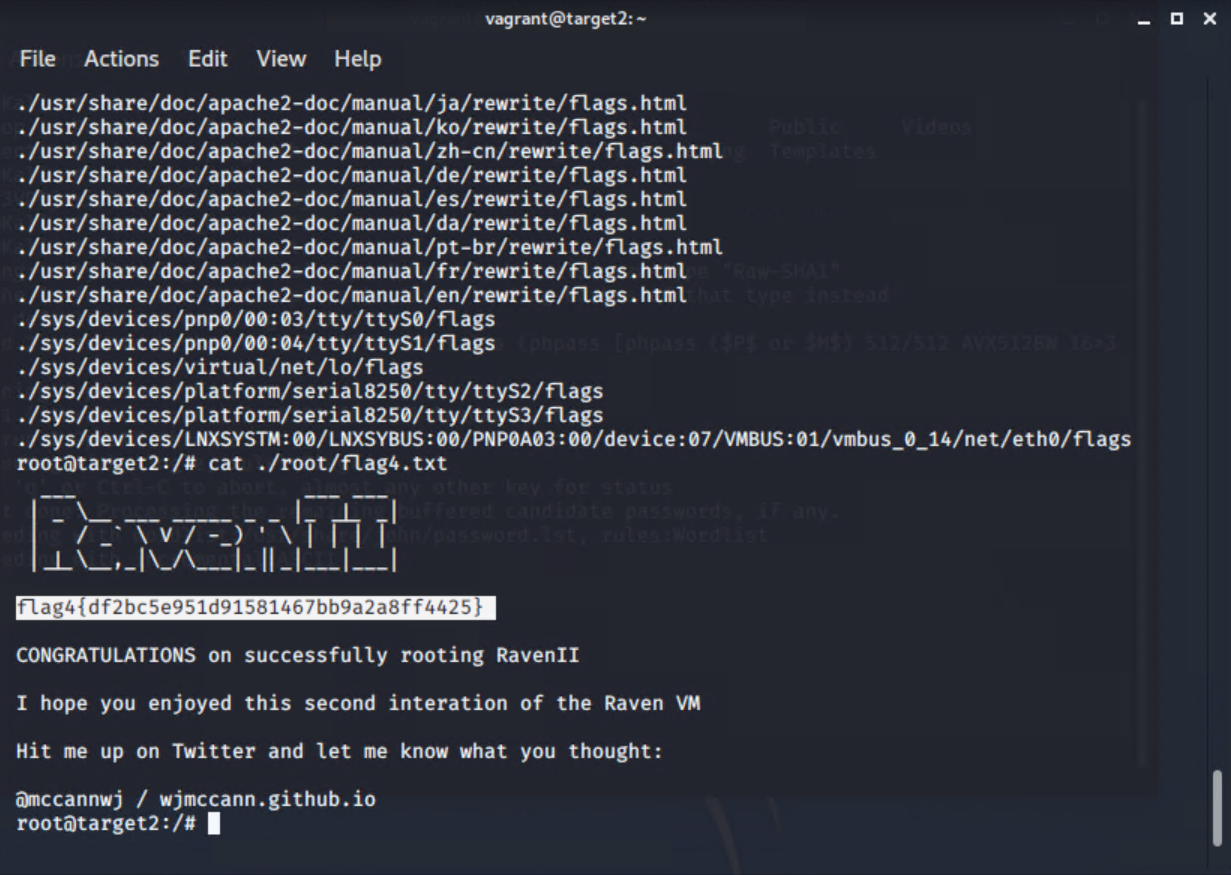 vagrant@target2:~
File Actions Edit View Help
./usr/share/doc/apache2-doc/manual/ja/rewrite/flags.html
./usr/share/doc/apache2-doc/manual/ko/rewrite/flags.html
./usr/share/doc/apache2-doc/manual/zh-cn/rewrite/flags.html
./usr/share/doc/apache2-doc/manual/de/rewrite/flags.html
./usr/share/doc/apache2-doc/manual/es/rewrite/flags.html
./usr/share/doc/apache2-doc/manual/da/rewrite/flags.html
./usr/share/doc/apache2-doc/manual/pt-br/rewrite/flags.html
./usr/share/doc/apache2-doc/manual/fr/rewrite/flags.html
./usr/share/doc/apache2-doc/manual/en/rewrite/flags.html
./sys/devices/pnp0/00:03/tty/ttyS0/flags
./sys/devices/pnp0/00:04/tty/ttyS1/flags
./sys/devices/virtual/net/lo/flags
./sys/devices/platform/serial8250/tty/ttyS2/flags
./sys/devices/platform/serial8250/tty/ttyS3/flags
./sys/devices/LNXSYSTM:00/LNXSYBUS:00/PNP0A03:00/device:07/VMBUS:01/vmbus_0_14/net/eth0/flags
root@target2:/# cat ./root/flag4.txt
RavenII
flag4{df2bc5e951d91581467bb9a2a8ff4425}
CONGRATULATIONS on successfully rooting RavenII
I hope you enjoyed this second interation of the Raven VM
Hit me up on Twitter and let me know what you thought:
@mccannwj / wjmccann.github.io
root@target2:/#